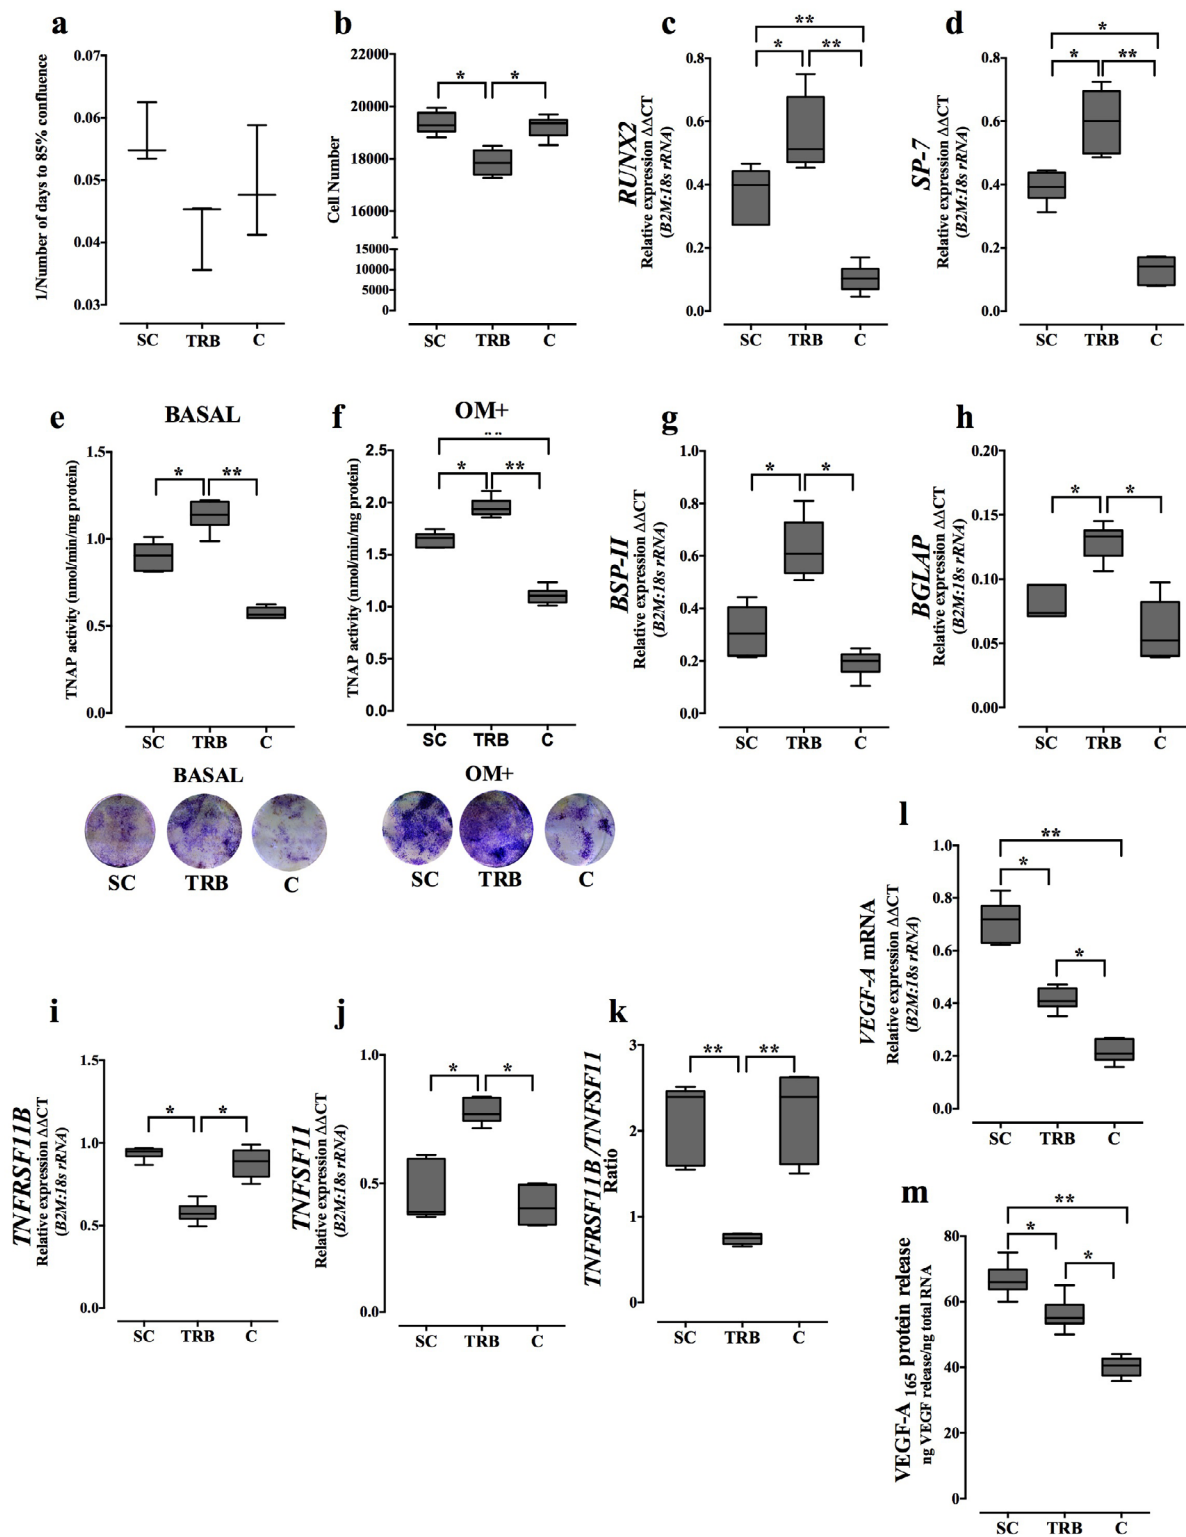 a
1/Number of days to 85% confluence
0.07
0.06
0.05
0.04
0.03
SC TRB C
b
Cell Number
22000
20000
18000
16000
15000
10000
5000
0
* *
SC TRB C
c
RUNX2
Relative expression ΔΔCT
(B2M:18s rRNA)
0.8
0.6
0.4
0.2
0.0
**
* **
SC TRB C
d
SP-7
Relative expression ΔΔCT
(B2M:18s rRNA)
0.8
0.6
0.4
0.2
0.0
*
* **
SC TRB C
e
BASAL
TNAP activity (nmol/min/mg protein)
1.5
1.0
0.5
0.0
* **
SC TRB C
BASAL
SC TRB C
f
OM+
TNAP activity (nmol/min/mg protein)
2.5
2.0
1.5
1.0
0.5
0.0
* **
SC TRB C
OM+
SC TRB C
g
BSP-II
Relative expression ΔΔCT
(B2M:18s rRNA)
1.0
0.8
0.6
0.4
0.2
0.0
* *
SC TRB C
h
BGLAP
Relative expression ΔΔCT
(B2M:18s rRNA)
0.20
0.15
0.10
0.05
0.00
* *
SC TRB C
i
TNFRSF11B
Relative expression ΔΔCT
(B2M:18s rRNA)
1.5
1.0
0.5
0.0
* *
SC TRB C
j
TNFSF11
Relative expression ΔΔCT
(B2M:18s rRNA)
1.0
0.5
0.0
* *
SC TRB C
k
TNFRSF11B /TNFSF11
Ratio
3
2
1
0
** **
SC TRB C
l
VEGF-A mRNA
Relative expression ΔΔCT
(B2M:18s rRNA)
1.0
0.8
0.6
0.4
0.2
0.0
**
*
*
SC TRB C
m
VEGF-A 165 protein release
ng VEGF release/ng total RNA
80
60
40
20
0
**
*
*
SC TRB C